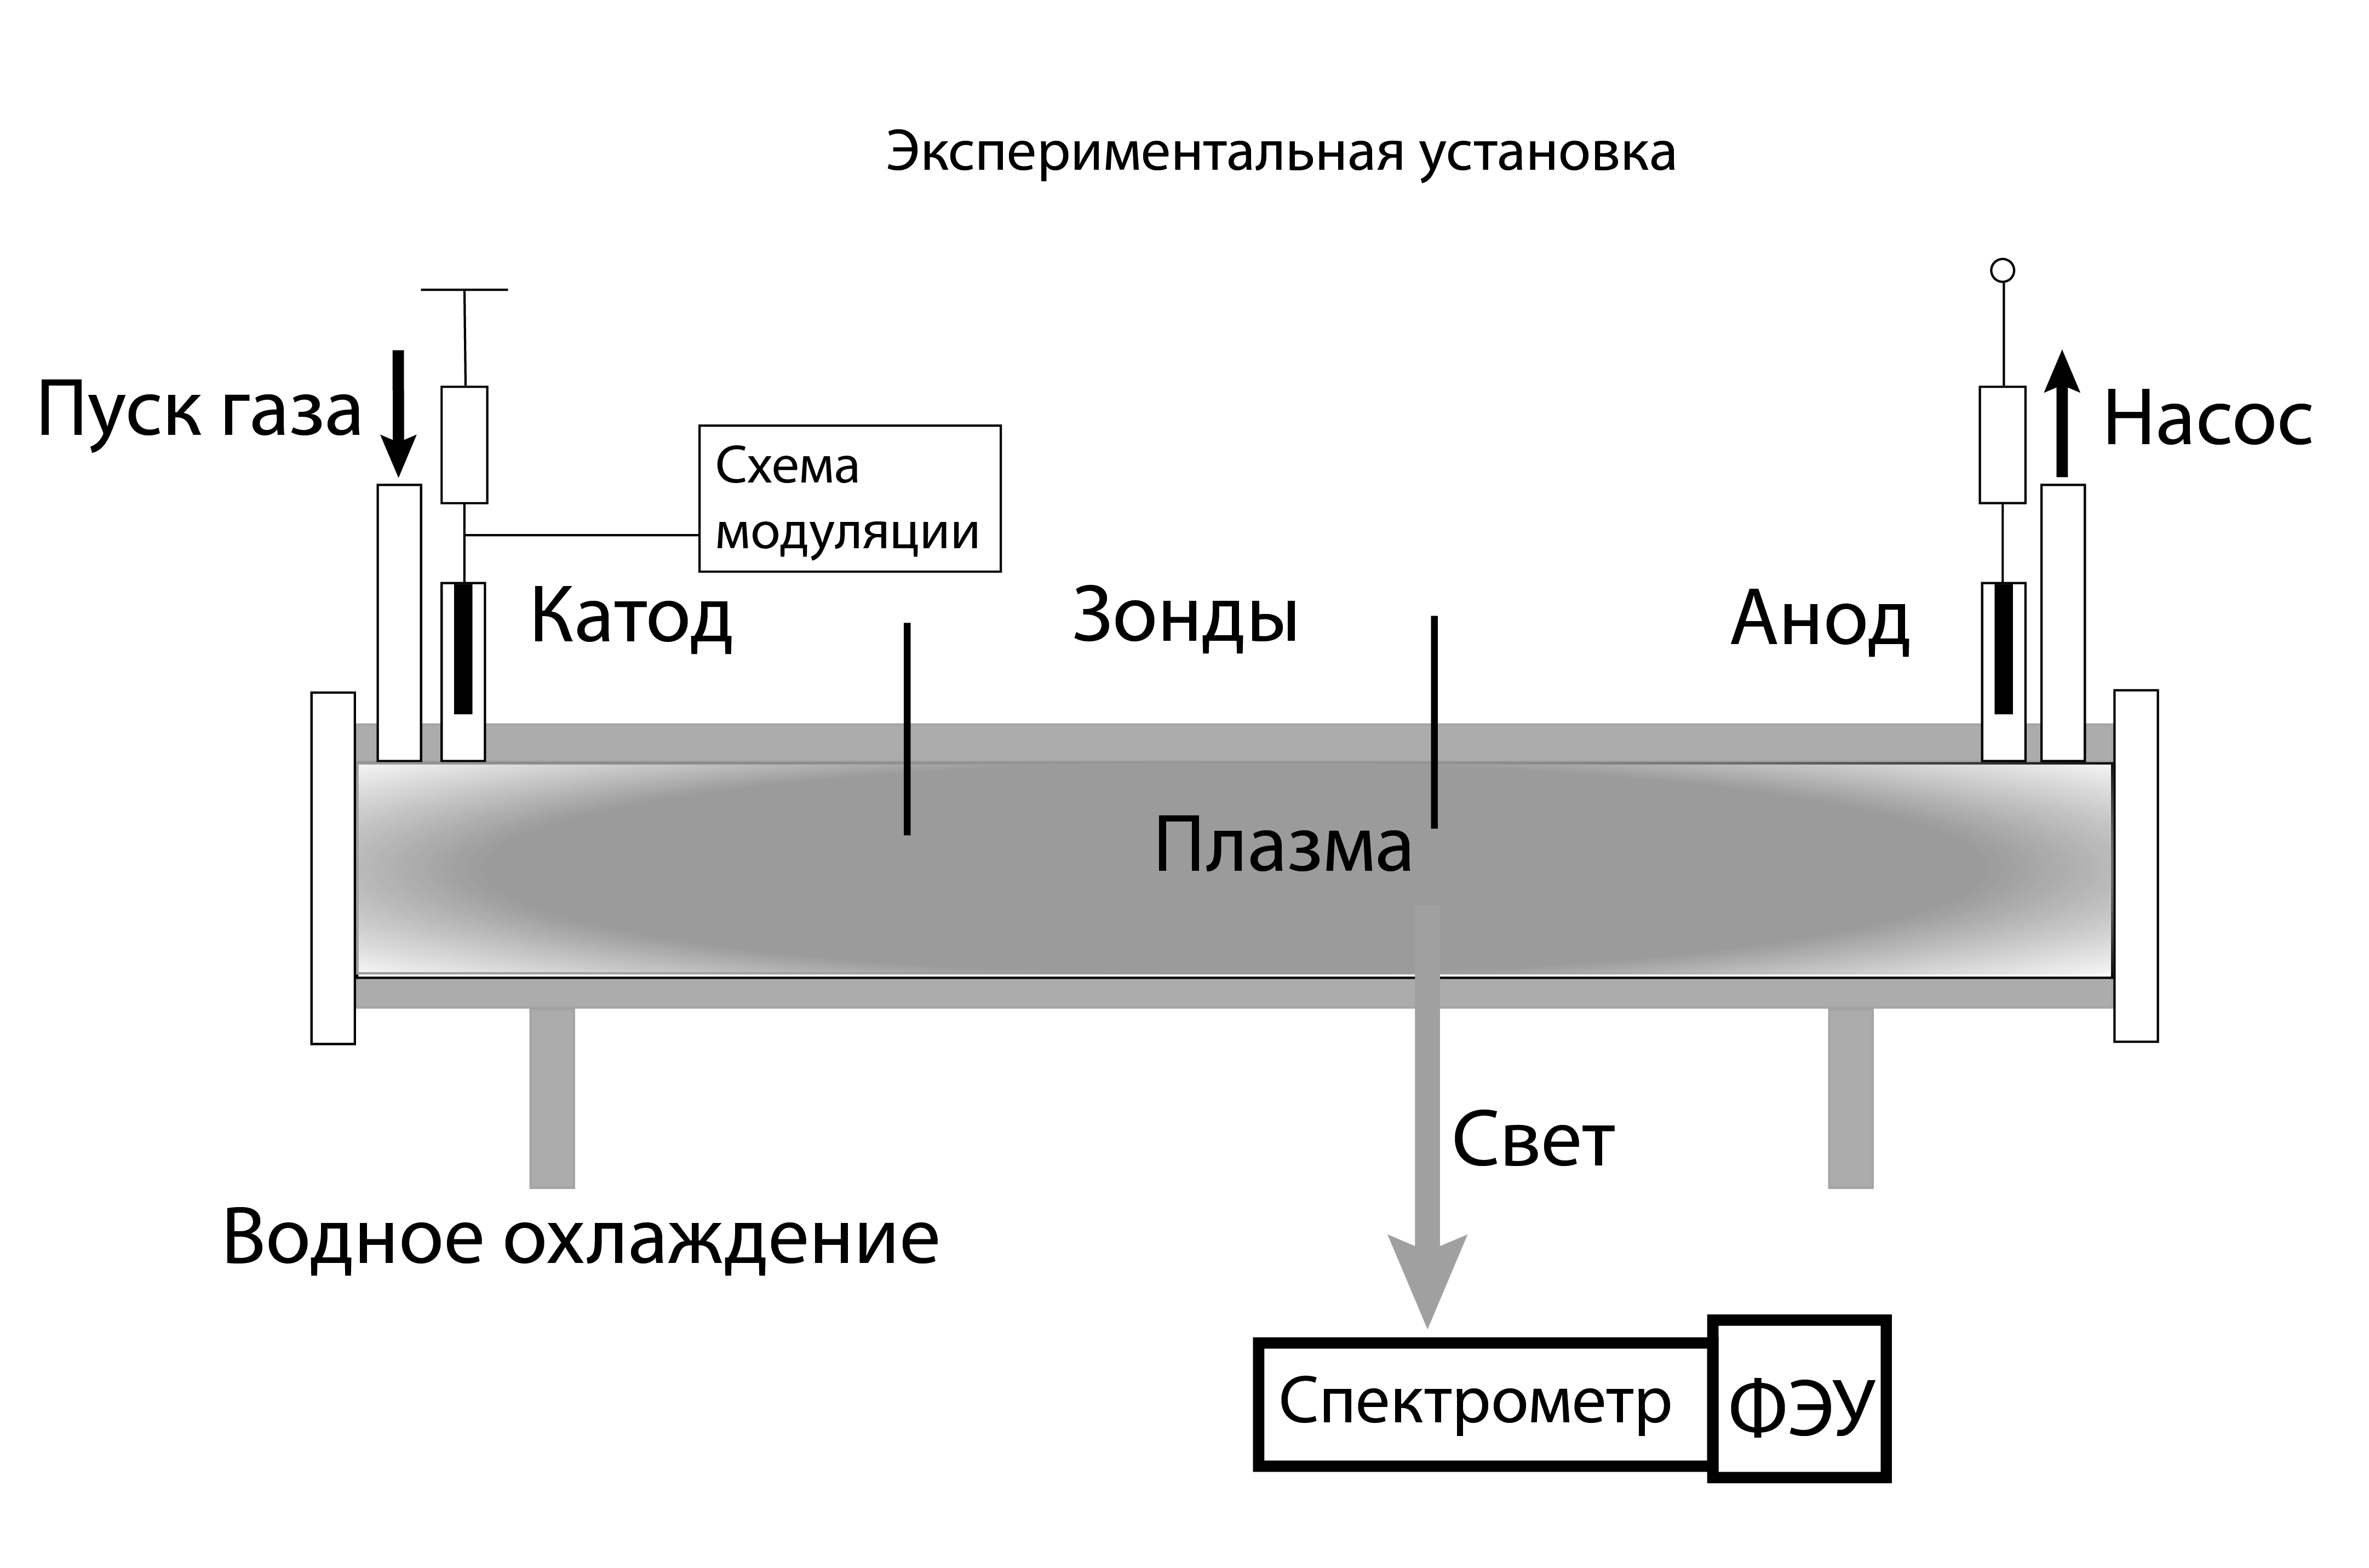 Экспериментальная установка
Пуск газа
Насос
Схема
модуляции
Катод
Зонды
Анод
Плазма
Свет
Водное охлаждение
Спектрометр
ФЭУ